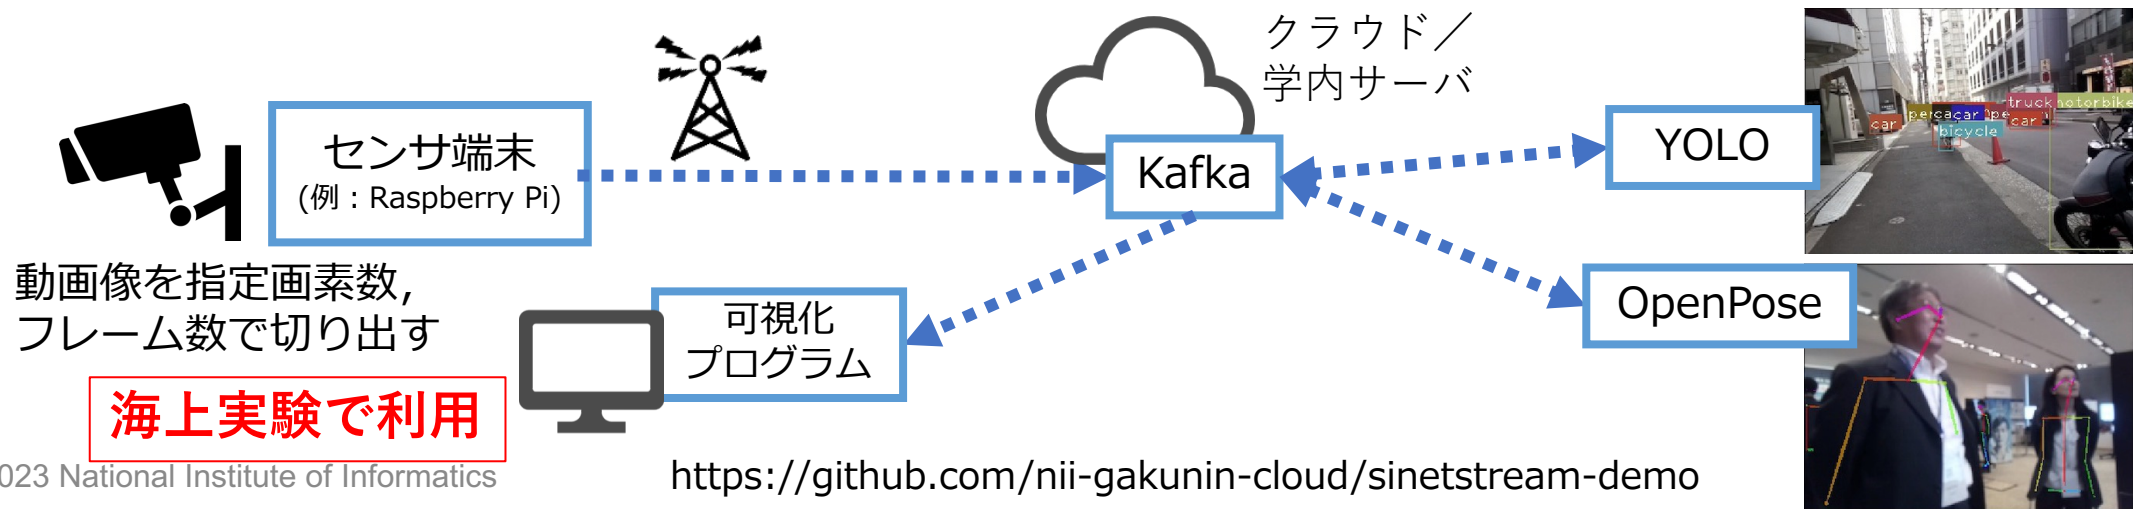 クラウド／
学内サーバ
センサ端末
(例：Raspberry Pi)
Kafka
YOLO
car
car
bicycle
truck
motorbike
car
動画像を指定画素数,
フレーム数で切り出す
可視化
プログラム
OpenPose
海上実験で利用
023 National Institute of Informatics
https://github.com/nii-gakunin-cloud/sinetstream-demo